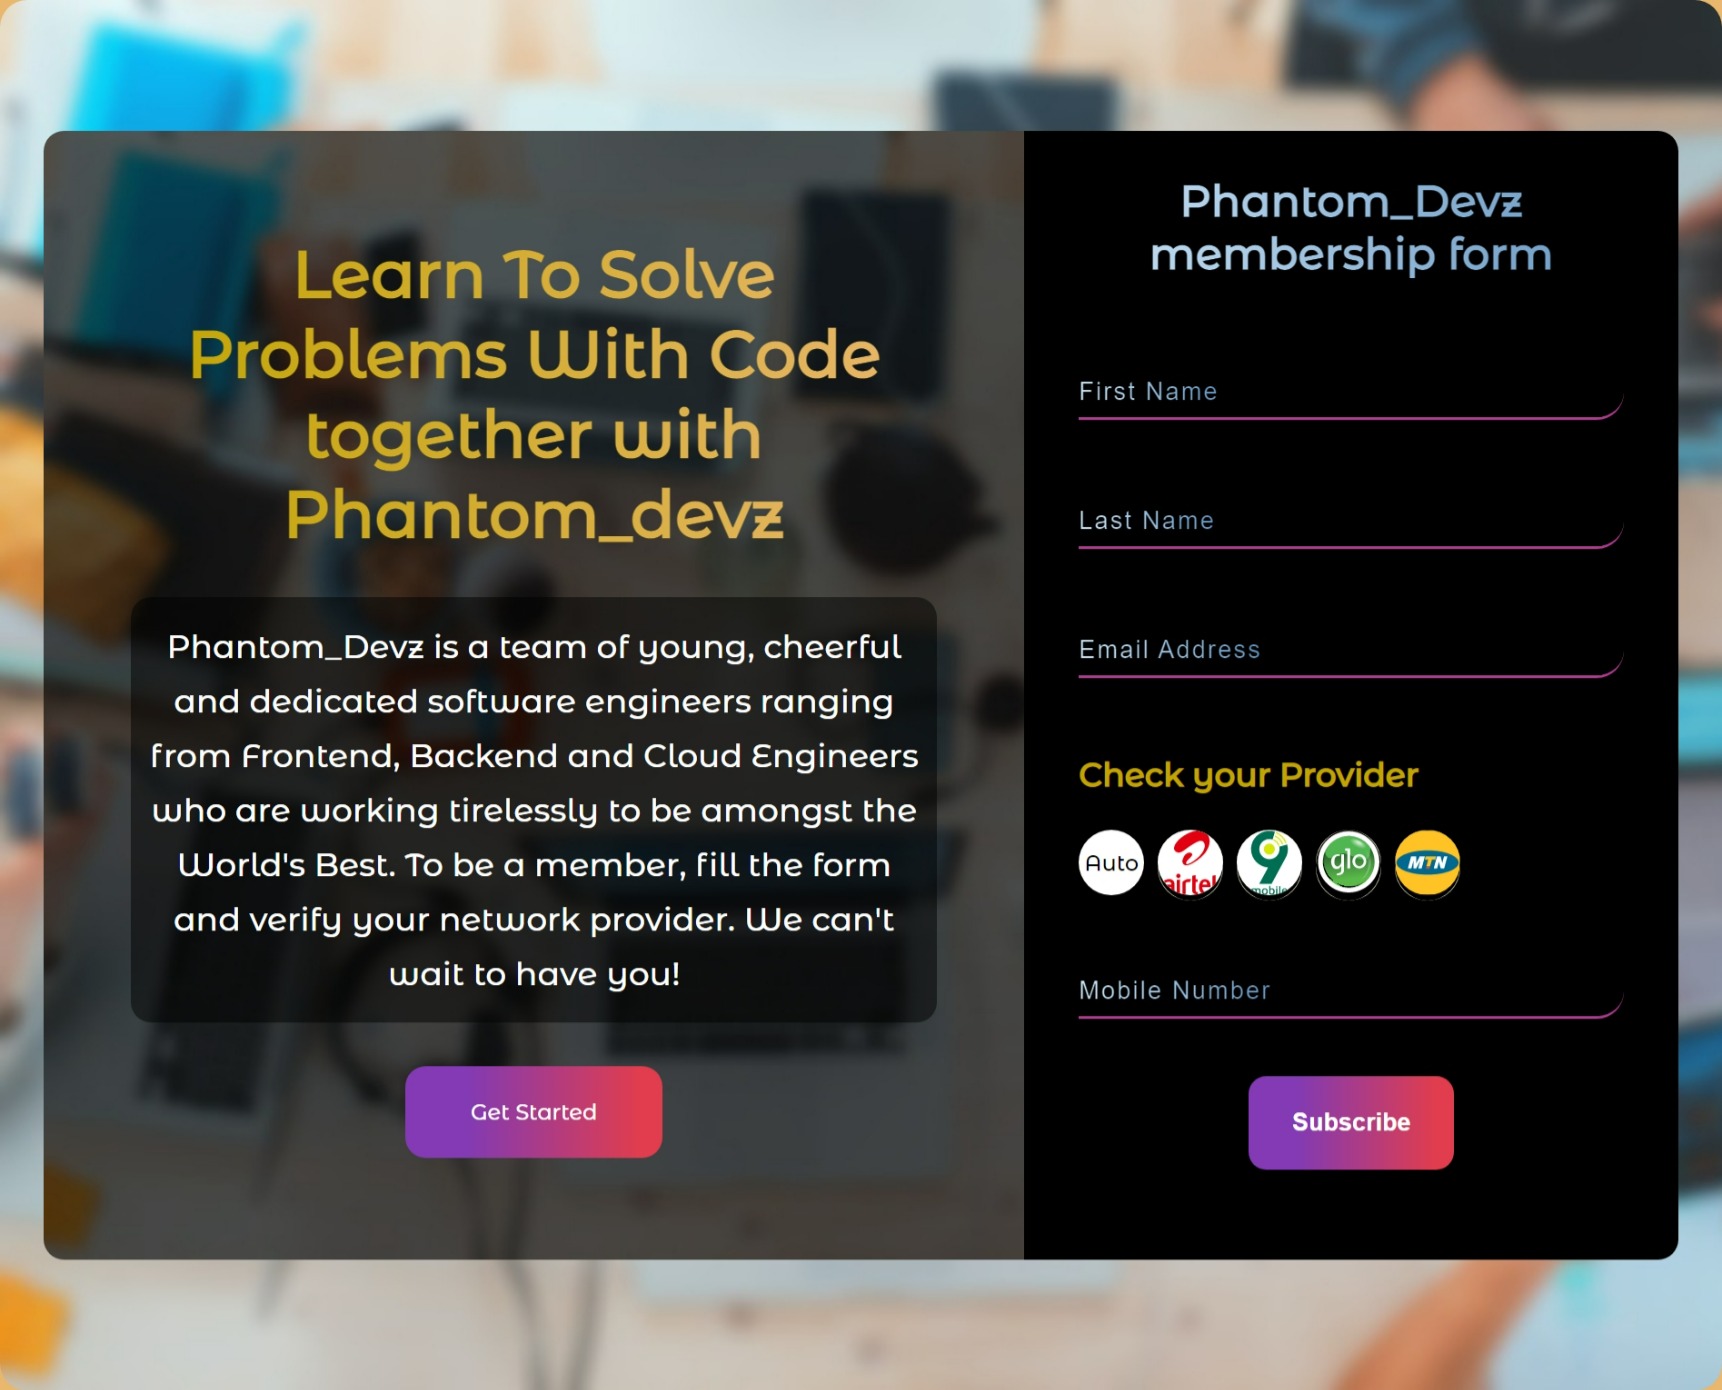 Learn To Solve
Problems With Code
together with
Phantom_devz
Phantom_Devz is a team of young, cheerful
and dedicated software engineers ranging
from Frontend, Backend and Cloud Engineers
who are working tirelessly to be amongst the
World's Best. To be a member, fill the form
and verify your network provider. We can't
wait to have you!
Get Started
Phantom_Devz
membership form
First Name
Last Name
Email Address
Check your Provider
Auto airtel 9 mobile glo MTN
Mobile Number
Subscribe